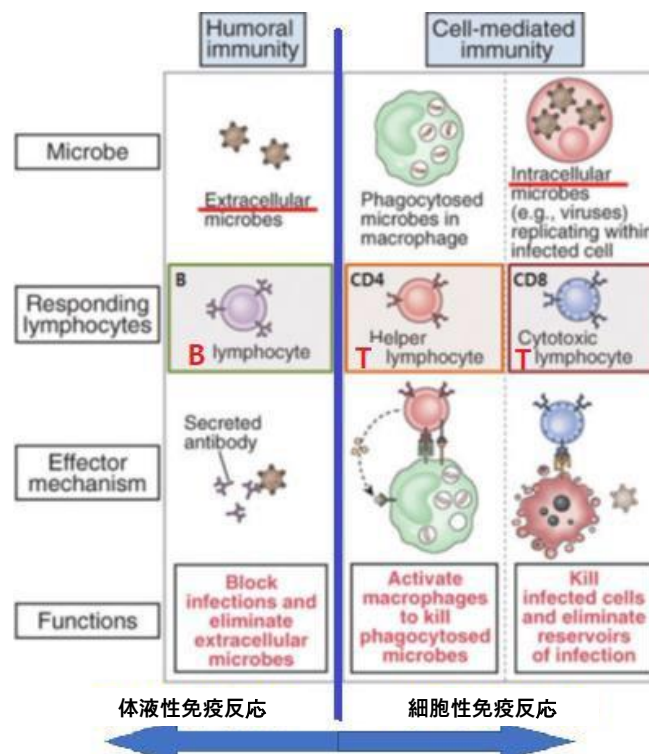 Humoral
immunity
Cell-mediated
immunity
Microbe
Extracellular
microbes
Phagocytosed
microbes in
macrophage
Intracellular
microbes
(e.g., viruses)
replicating within
infected cell
Responding
lymphocytes
B
B lymphocyte
CD4
Helper
T lymphocyte
CD8
Cytotoxic
T lymphocyte
Effector
mechanism
Secreted
antibody
Functions
Block
infections and
eliminate
extracellular
microbes
Activate
macrophages
to kill
phagocytosed
microbes
Kill
infected cells
and eliminate
reservoirs
of infection
体液性免疫反応
細胞性免疫反応